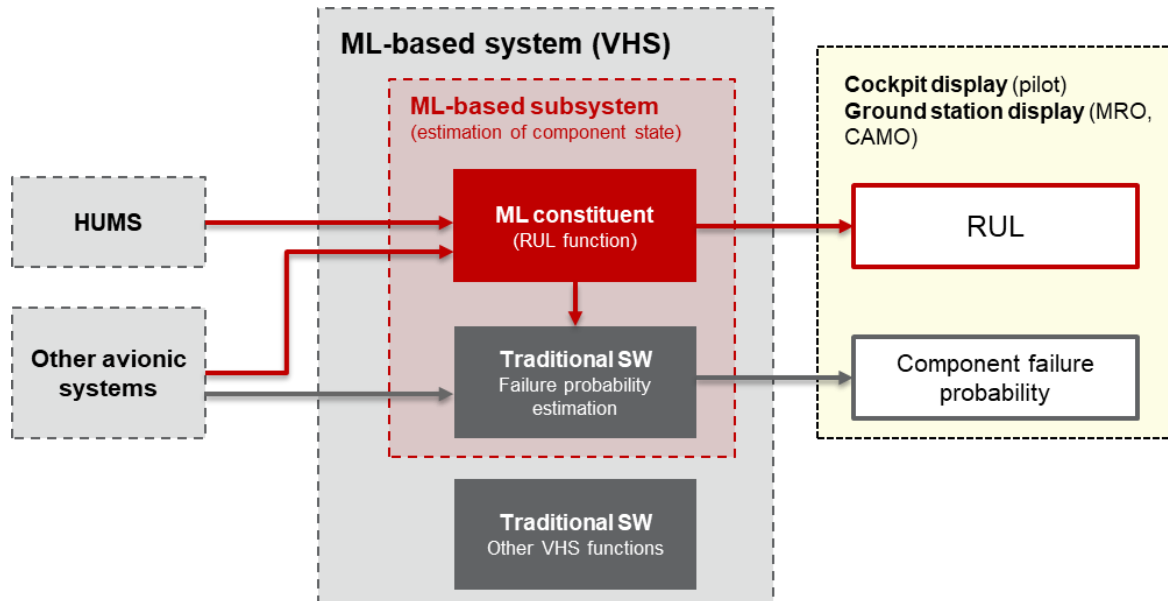 ML-based system (VHS)
ML-based subsystem
(estimation of component state)
HUMS
Other avionic
systems
ML constituent
(RUL function)
Traditional SW
Failure probability
estimation
Traditional SW
Other VHS functions
Cockpit display (pilot)
Ground station display (MRO,
CAMO)
RUL
Component failure
probability